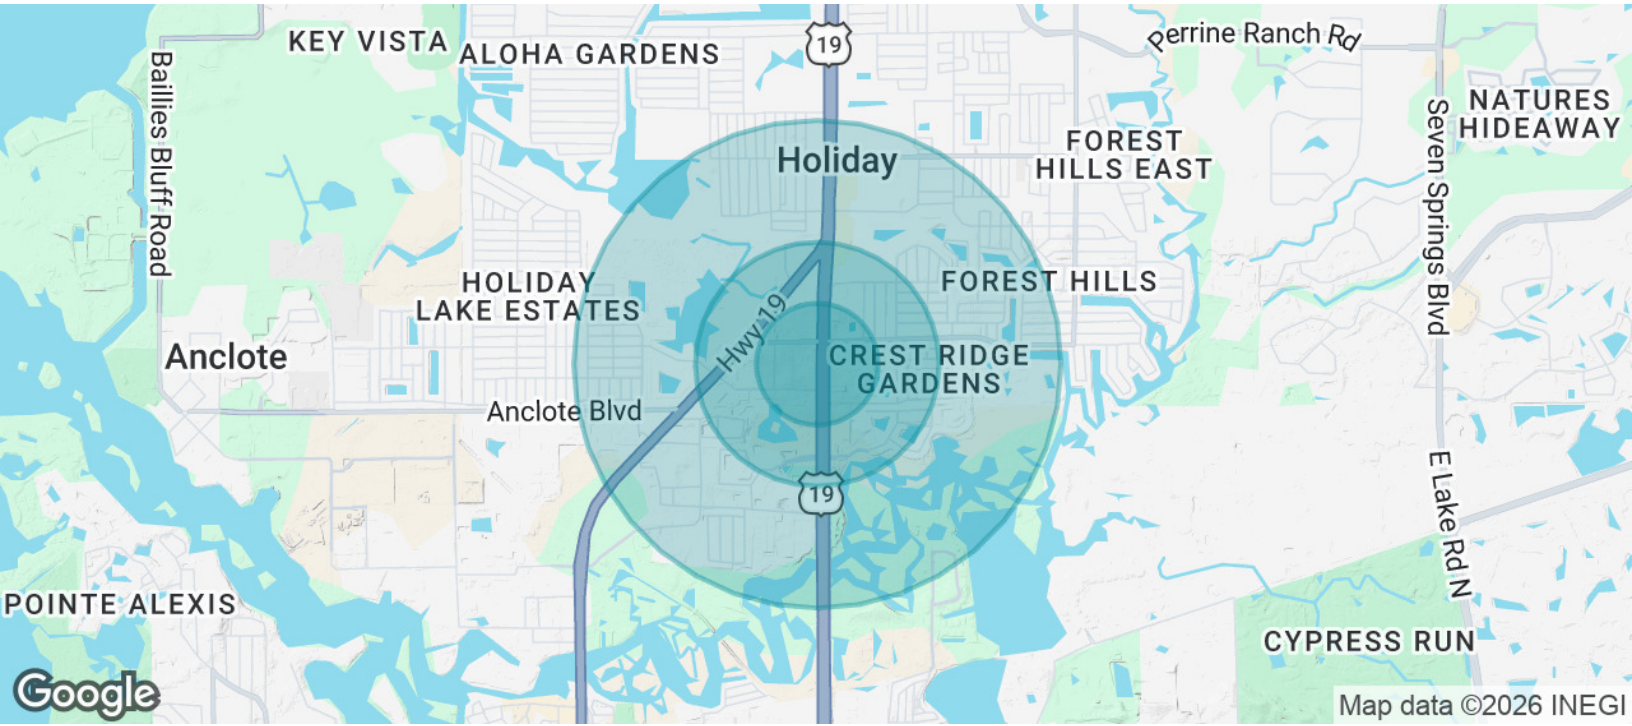 19
Perrine Ranch Rd
KEY VISTA
ALOHA GARDENS
Baillies Bluff Road
NATURES
HIDEAWAY
FOREST
HILLS EAST
Holiday
Seven Springs Blvd
HOLIDAY
LAKE ESTATES
FOREST HILLS
Hwy 19
Anclote
CREST RIDGE
GARDENS
Anclote Blvd
19
E Lake Rd N
POINTE ALEXIS
CYPRESS RUN
Google
Map data ©2026 INEGI